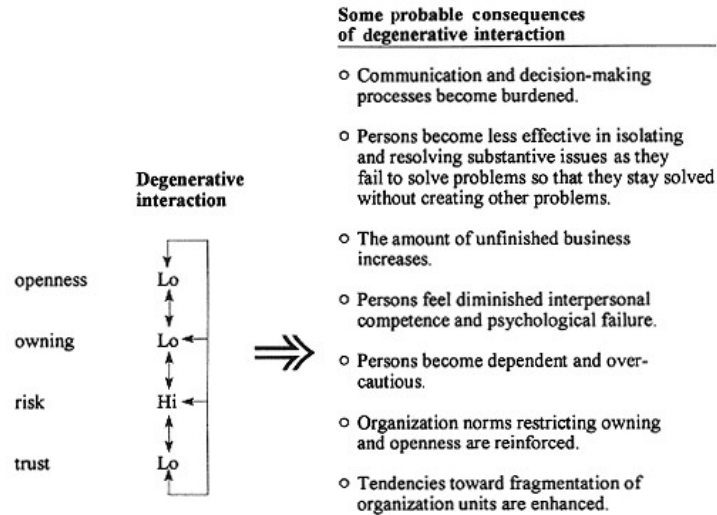 Some probable consequences
of degenerative interaction
○ Communication and decision-making
processes become burdened.
○ Persons become less effective in isolating
and resolving substantive issues as they
fail to solve problems so that they stay solved
without creating other problems.
○ The amount of unfinished business
increases.
○ Persons feel diminished interpersonal
competence and psychological failure.
○ Persons become dependent and over-
cautious.
○ Organization norms restricting owning
and openness are reinforced.
○ Tendencies toward fragmentation of
organization units are enhanced.
Degenerative
interaction
openness Lo
owning Lo
risk Hi
trust Lo